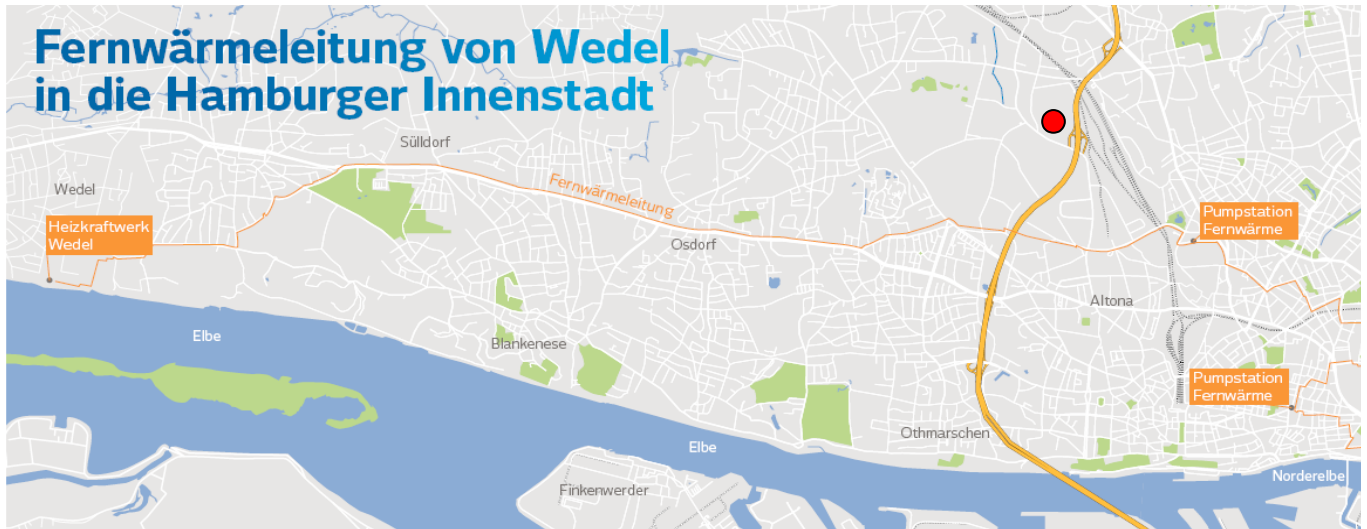 Fernwärmeleitung von Wedel
in die Hamburger Innenstadt
Sülldorf
Wedel
Fernwärmeleitung
Heizkraftwerk
Wedel
Osdorf
Pumpstation
Fernwärme
Altona
Elbe
Blankenese
Pumpstation
Fernwärme
Othmarschen
Elbe
Norderelbe
Finkenwerder